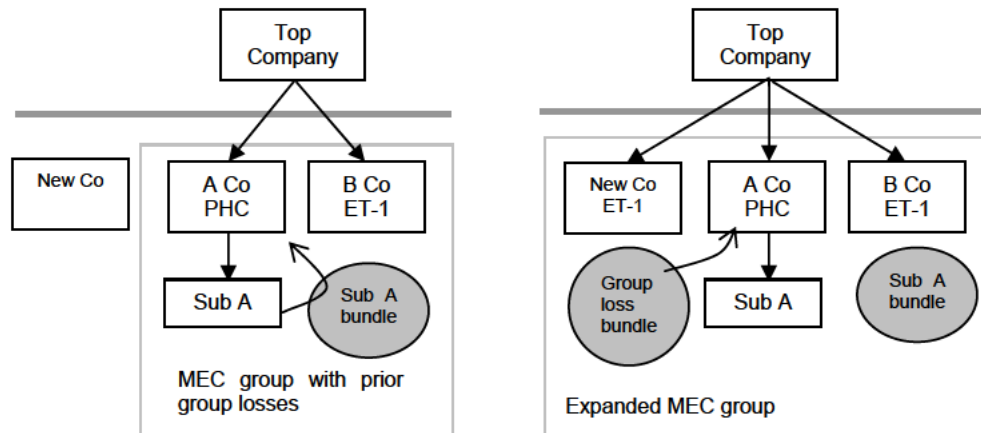 Top
Company
New Co
A Co
PHC
B Co
ET-1
Sub A
Sub A
bundle
MEC group with prior
group losses
Top
Company
New Co
ET-1
A Co
PHC
B Co
ET-1
Group
loss
bundle
Sub A
Sub A
bundle
Expanded MEC group